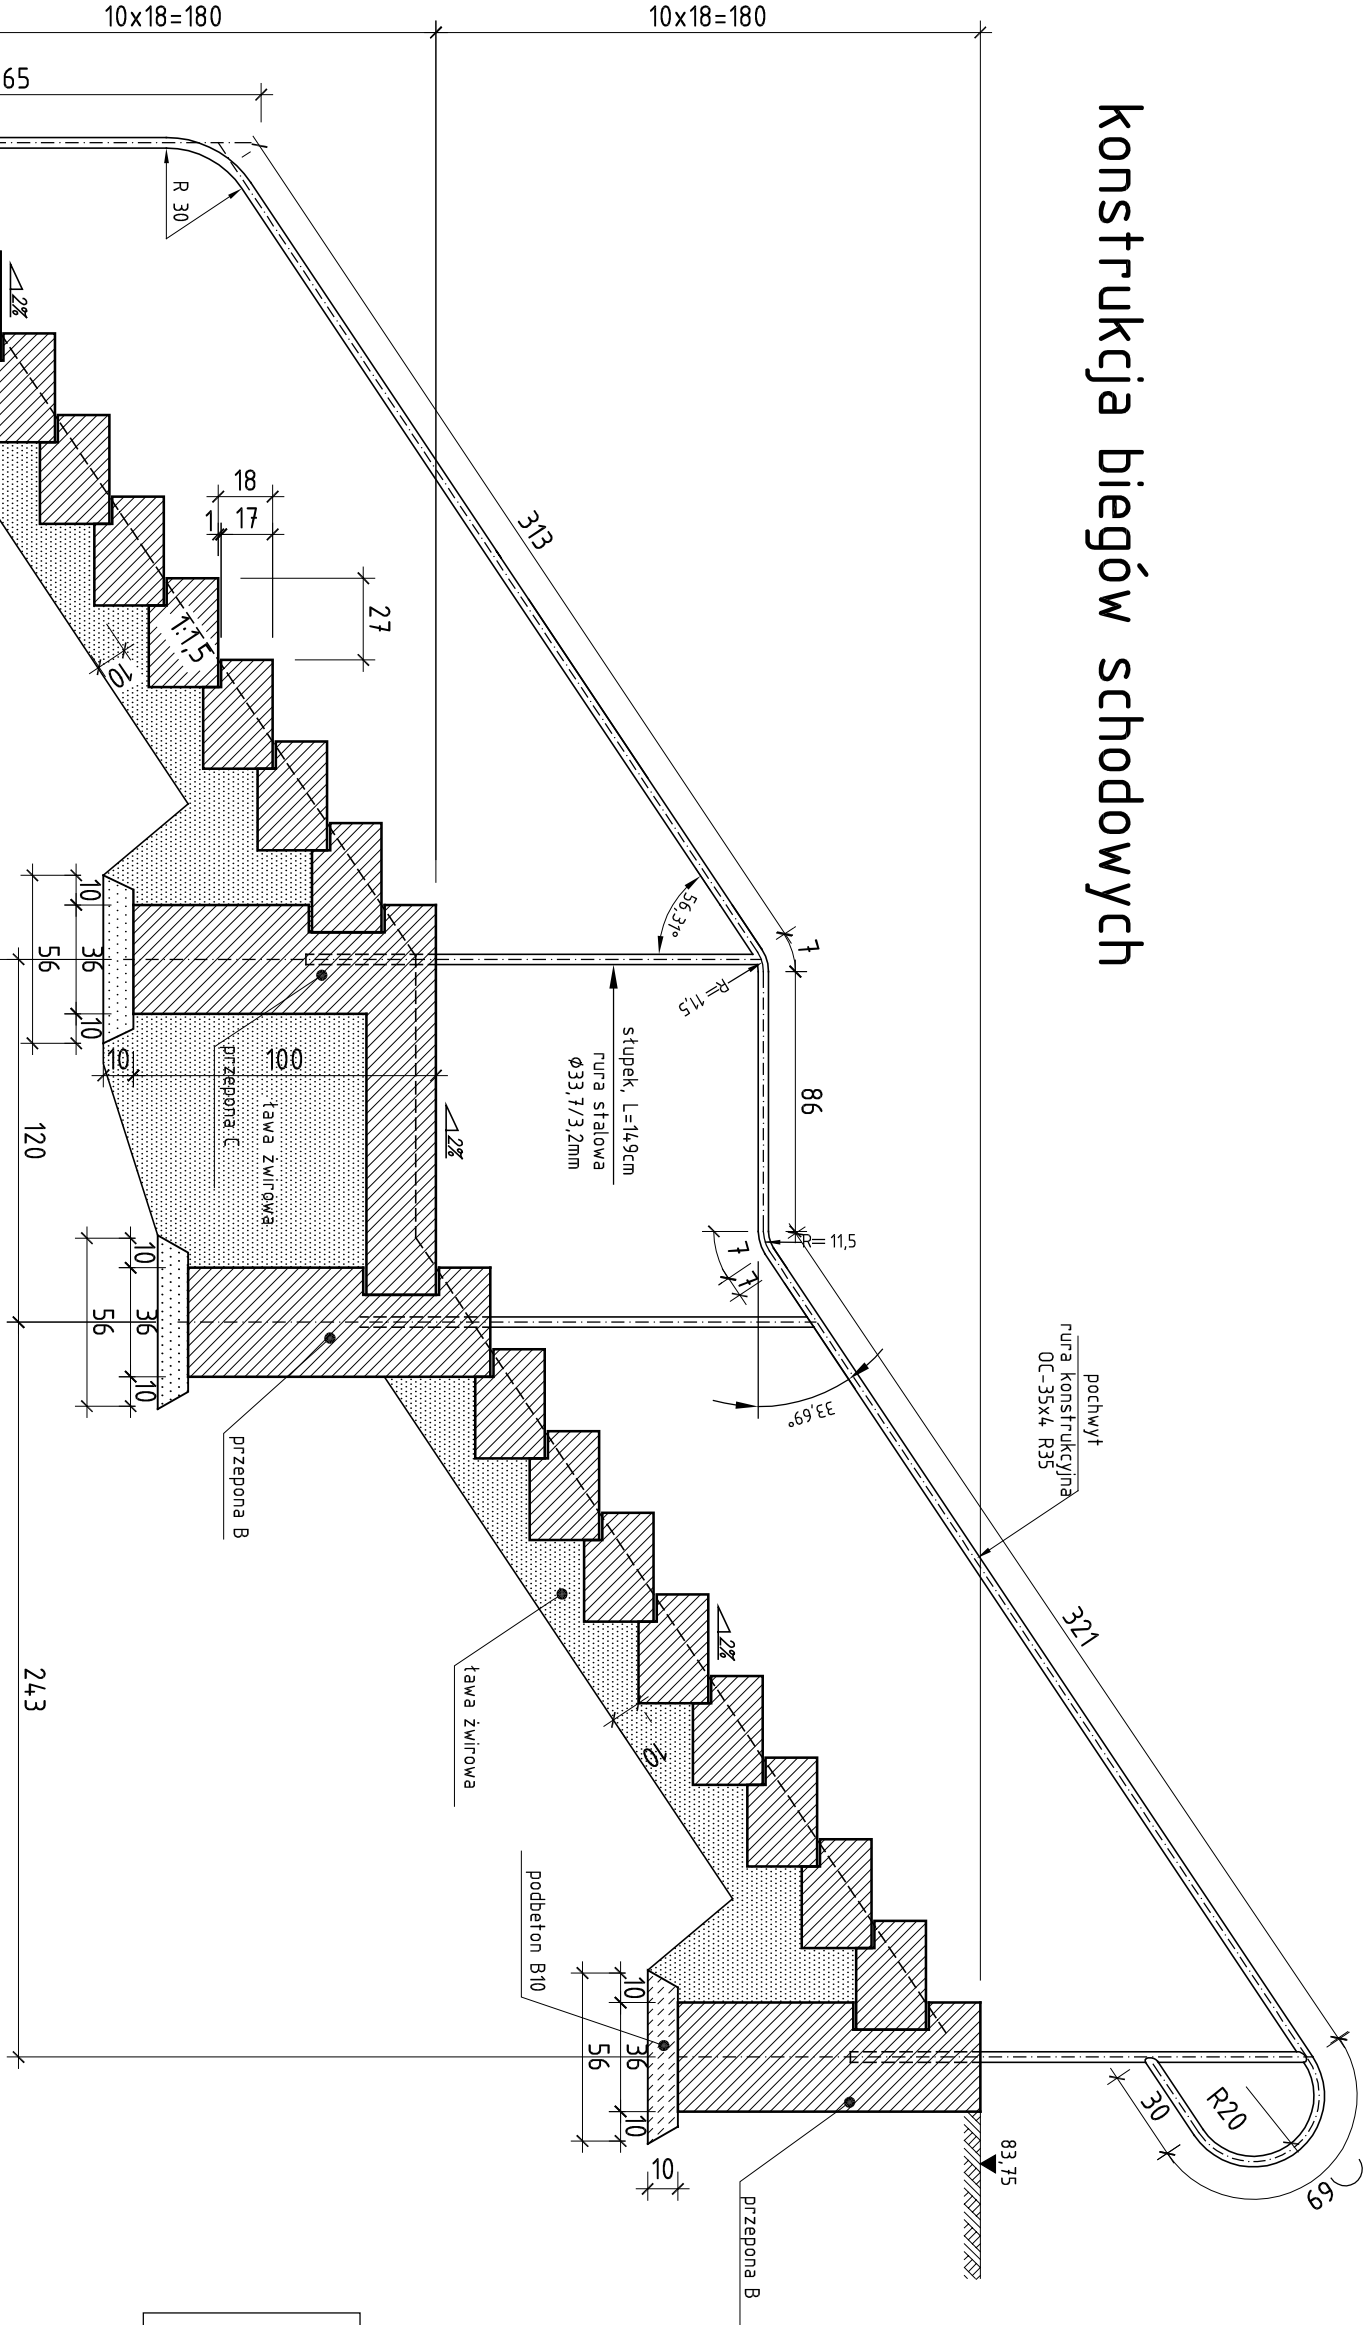 konstrukcja biegów schodowych
10x18=180
10x18=180
65
R 30
2%
18
1
17
27
1:1,5
10
313
7
56,31°
R= 11,5
86
słupek, L=149cm
rura stalowa
Ø33,7/3,2mm
R= 11,5
7
7
33,69°
pochwyt
rura konstrukcyjna
OC-35x4 R35
321
10
36
10
56
10
100
przepona C
ława żwirowa
2%
120
10
36
10
56
przepona B
ława żwirowa
2%
10
243
podbeton B10
10
36
10
56
10
przepona B
83,75
30
R20
69